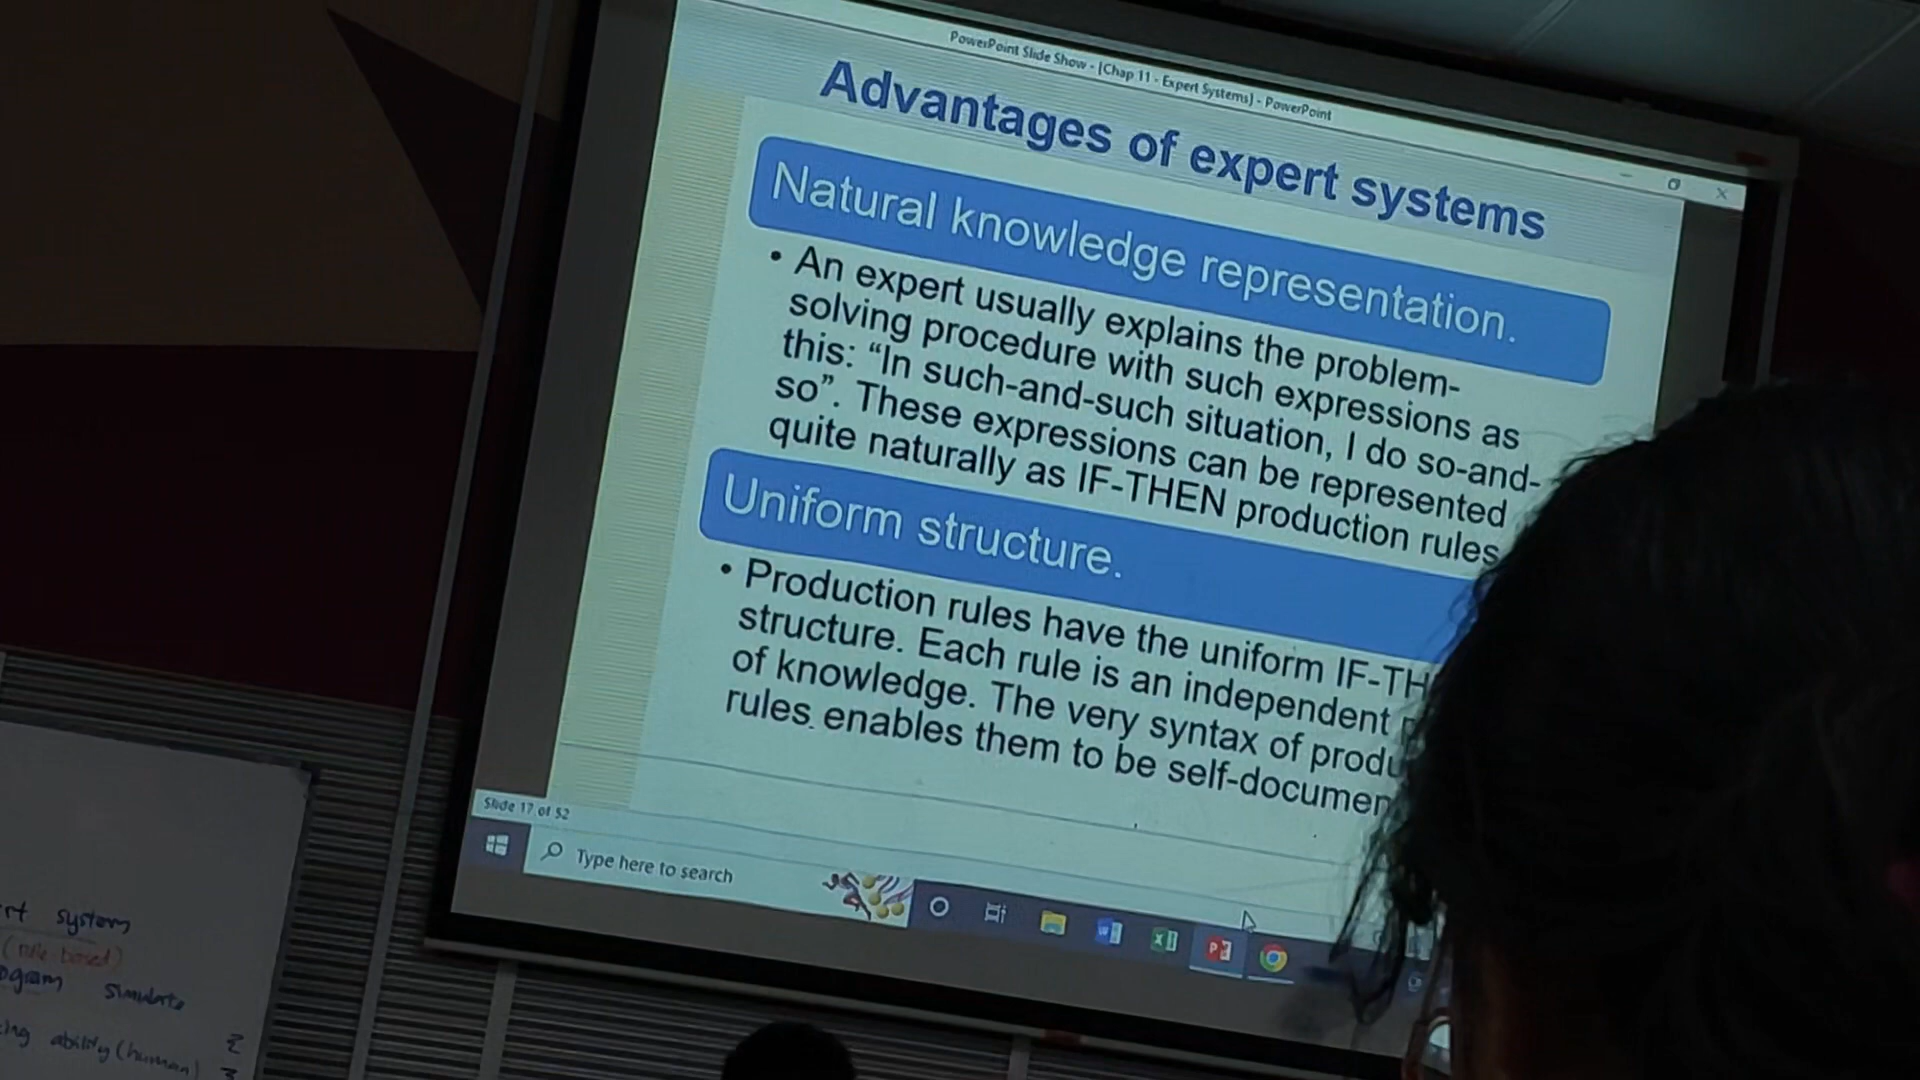 PowerPoint Slide Show - [Chap 11 - Expert Systems] - PowerPoint
Advantages of expert systems
Natural knowledge representation.
• An expert usually explains the problem-
solving procedure with such expressions as
this: “In such-and-such situation, I do so-and-
so”. These expressions can be represented
quite naturally as IF-THEN production rules
Uniform structure.
• Production rules have the uniform IF-TH
structure. Each rule is an independent
of knowledge. The very syntax of produ
rules enables them to be self-documen
Slide 17 of 52
Type here to search
rt system
(rule-based)
ogram simulate
ing ability (human)